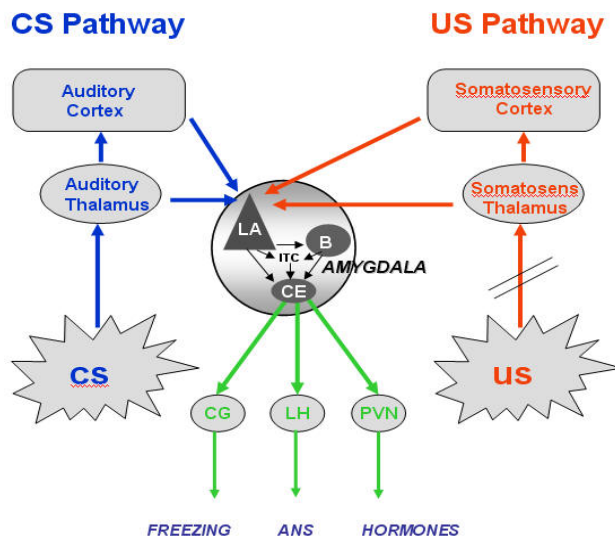 CS Pathway
US Pathway
Auditory
Cortex
Somatosensory
Cortex
Auditory
Thalamus
Somatosens
Thalamus
LA
B
ITC
AMYGDALA
CE
cs
us
CG
LH
PVN
FREEZING
ANS
HORMONES